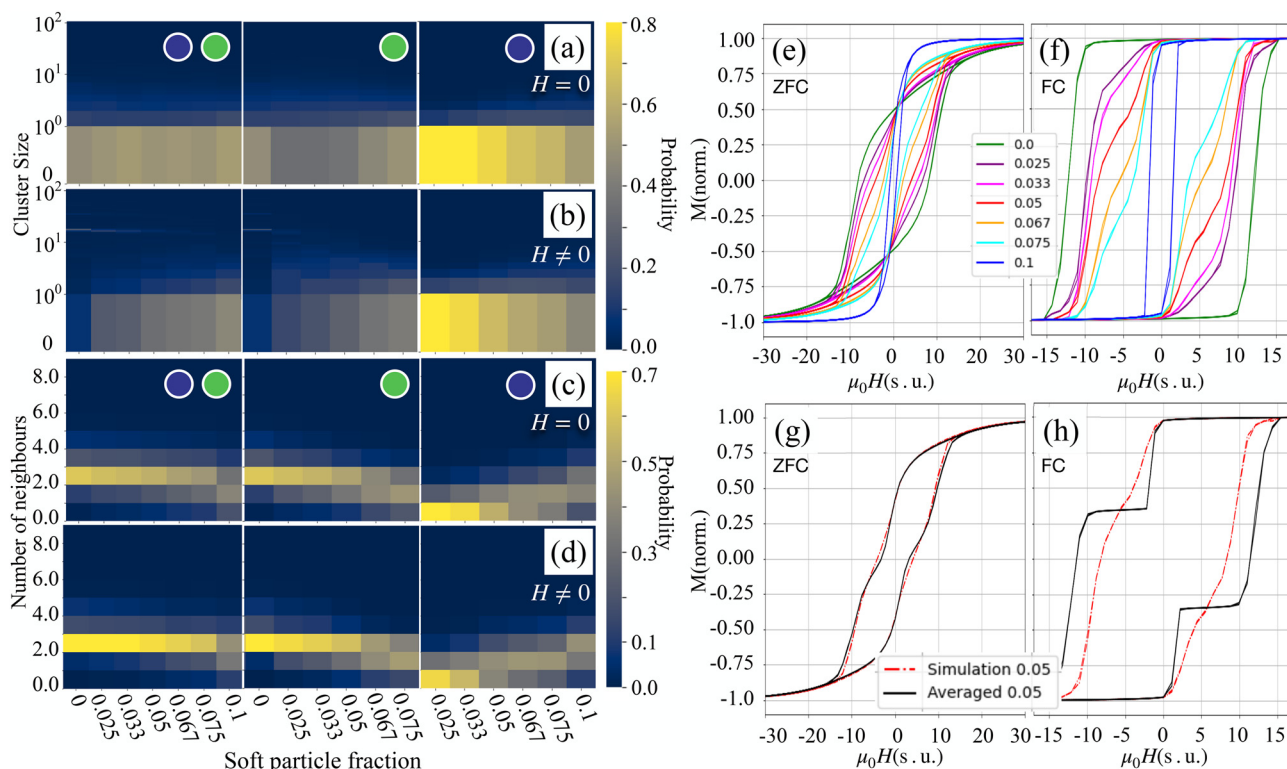 10²
10¹
10⁰
0
Cluster Size
(a)
H = 0
10²
10¹
10⁰
0
(b)
H ≠ 0
0.8
0.6
0.4
0.2
0.0
Probability
8.0
6.0
4.0
2.0
0.0
Number of neighbours
(c)
H = 0
8.0
6.0
4.0
2.0
0.0
(d)
H ≠ 0
0.7
0.5
0.3
0.1
0.0
Probability
0 0.025 0.033 0.05 0.067 0.075 0.1
0 0.025 0.033 0.05 0.067 0.075
0.025 0.033 0.05 0.067 0.075 0.1
Soft particle fraction
(e)
ZFC
1.00
0.75
0.50
0.25
0.00
-0.25
-0.50
-0.75
-1.0
M(norm.)
-30 -20 -10 0 10 20 30
μ₀H(s. u.)
(f)
FC
0.0
0.025
0.033
0.05
0.067
0.075
0.1
-15 -10 -5 0 5 10 15
μ₀H(s. u.)
(g)
ZFC
1.00
0.75
0.50
0.25
0.00
-0.25
-0.50
-0.75
-1.0
M(norm.)
-30 -20 -10 0 10 20 30
μ₀H(s. u.)
(h)
FC
Simulation 0.05
Averaged 0.05
-15 -10 -5 0 5 10 15
μ₀H(s. u.)